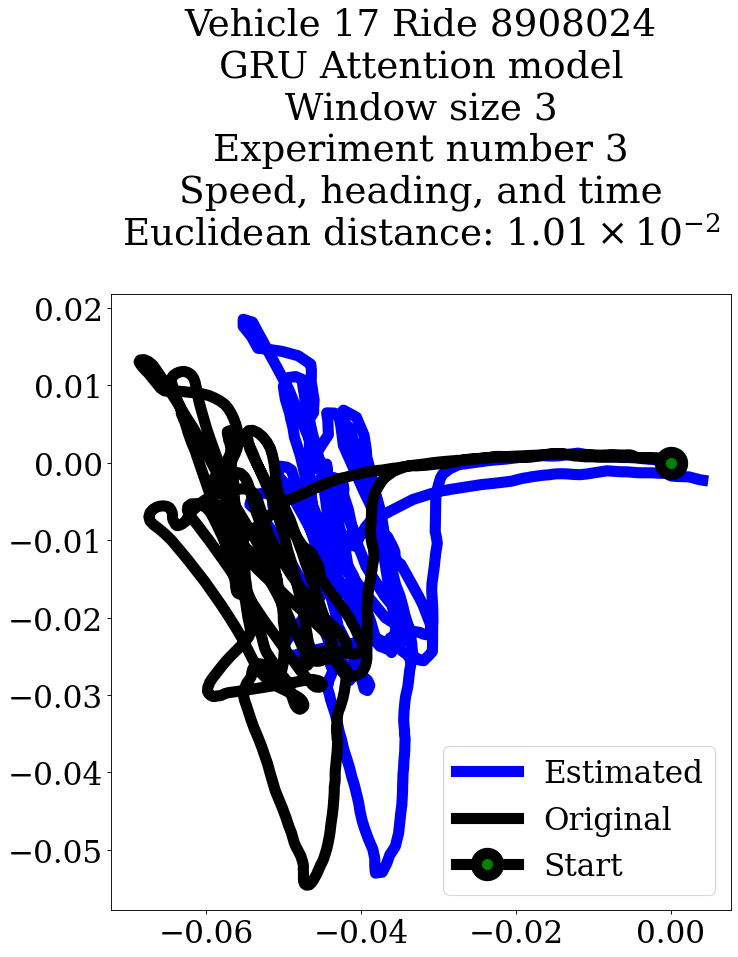 Vehicle 17 Ride 8908024
GRU Attention model
Window size 3
Experiment number 3
Speed, heading, and time
Euclidean distance: 1.01 × 10⁻²
0.02
0.01
0.00
−0.01
−0.02
−0.03
−0.04
−0.05
Estimated
Original
Start
−0.06
−0.04
−0.02
0.00